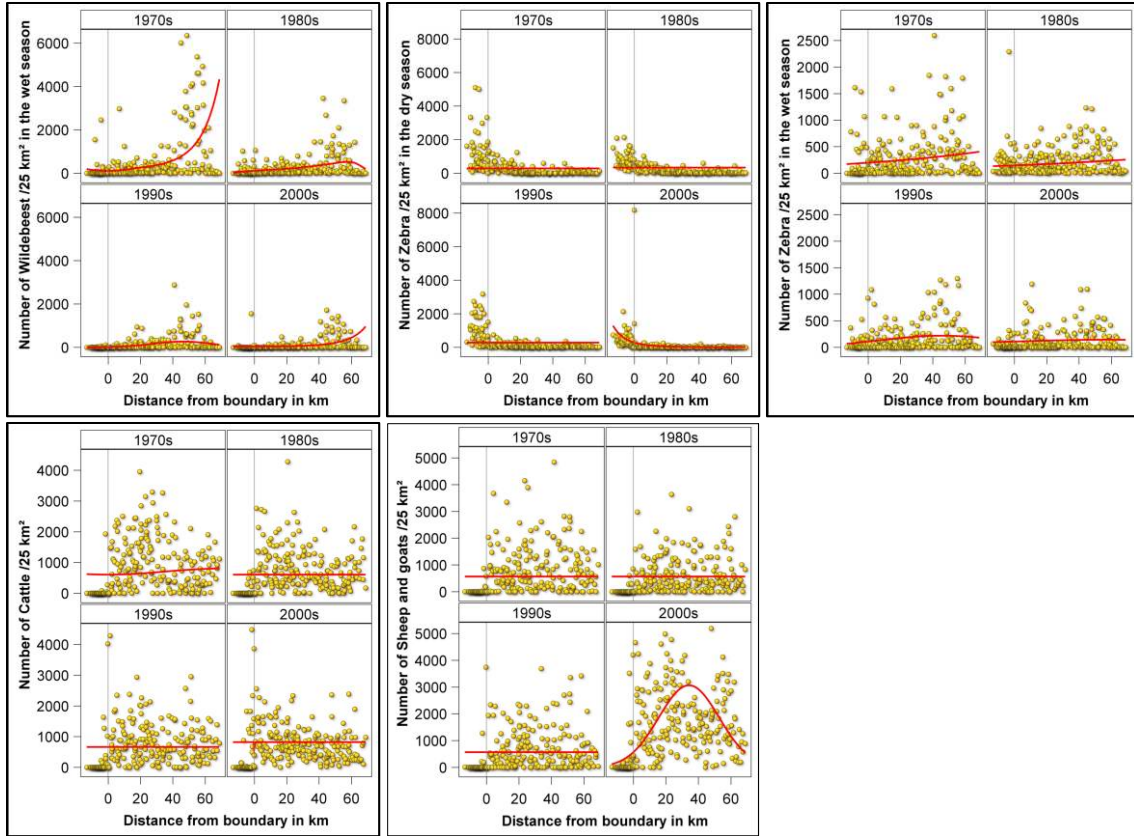 Number of Wildebeest /25 km² in the wet season
1970s 1980s
6000
4000
2000
0
1990s 2000s
6000
4000
2000
0
0 20 40 60 0 20 40 60
Distance from boundary in km
Number of Zebra /25 km² in the dry season
1970s 1980s
8000
6000
4000
2000
0
1990s 2000s
8000
6000
4000
2000
0
0 20 40 60 0 20 40 60
Distance from boundary in km
Number of Zebra /25 km² in the wet season
1970s 1980s
2500
2000
1500
1000
500
0
1990s 2000s
2500
2000
1500
1000
500
0
0 20 40 60 0 20 40 60
Distance from boundary in km
Number of Cattle /25 km²
1970s 1980s
4000
3000
2000
1000
0
1990s 2000s
4000
3000
2000
1000
0
0 20 40 60 0 20 40 60
Distance from boundary in km
Number of Sheep and goats /25 km²
1970s 1980s
5000
4000
3000
2000
1000
0
1990s 2000s
5000
4000
3000
2000
1000
0
0 20 40 60 0 20 40 60
Distance from boundary in km